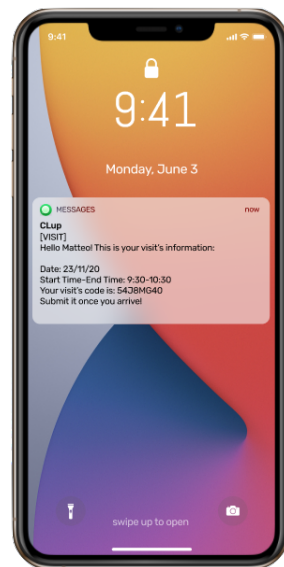 9:41
9:41
Monday, June 3
MESSAGES now
CLup
[VISIT]
Hello Matteo! This is your visit's information:
Date: 23/11/20
Start Time-End Time: 9:30-10:30
Your visit's code is: 54J8MG40
Submit it once you arrive!
swipe up to open